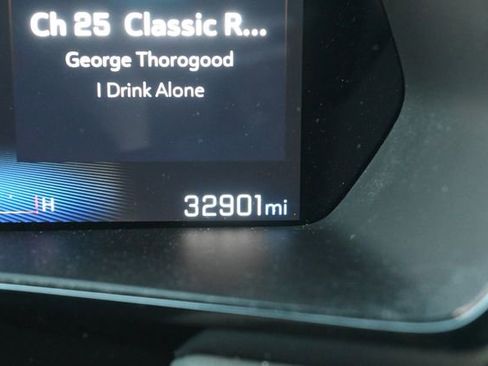 Ch 25 Classic R...
George Thorogood
I Drink Alone
H
32901mi